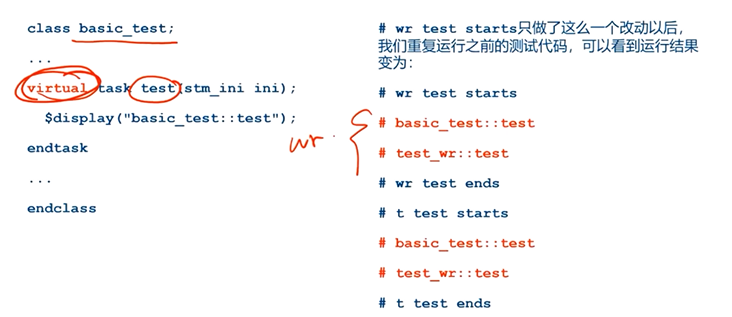 class basic_test;
...
virtual task test(stm_ini ini);
$display("basic_test::test");
endtask
...
endclass
wr
# wr test starts只做了这么一个改动以后，
我们重复运行之前的测试代码，可以看到运行结果
变为：
# wr test starts
# basic_test::test
# test_wr::test
# wr test ends
# t test starts
# basic_test::test
# test_wr::test
# t test ends